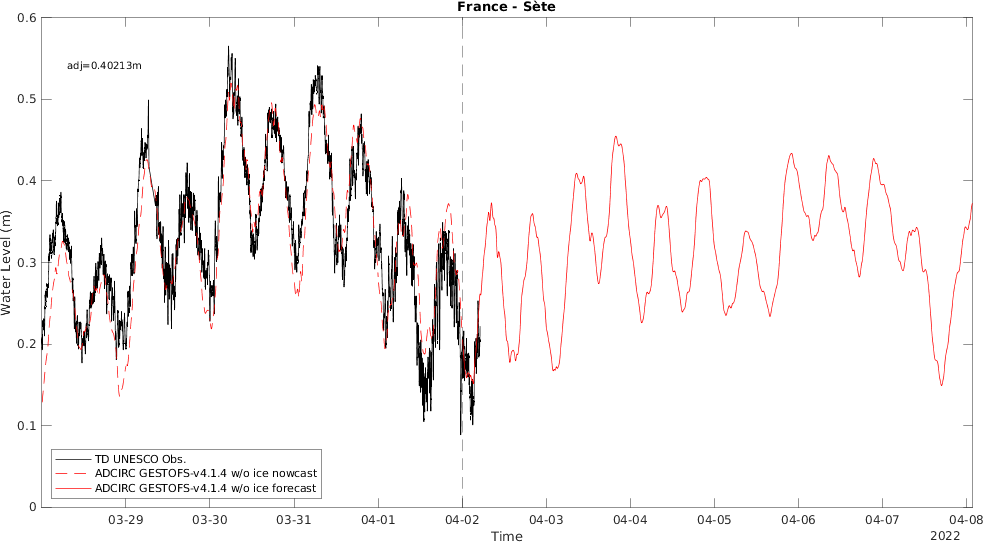 France - Sète
0.6
0.5
0.4
0.3
0.2
0.1
0
Water Level (m)
adj=0.40213m
TD UNESCO Obs.
ADCIRC GESTOFS-v4.1.4 w/o ice nowcast
ADCIRC GESTOFS-v4.1.4 w/o ice forecast
03-29 03-30 03-31 04-01 04-02 04-03 04-04 04-05 04-06 04-07 04-08
Time
2022